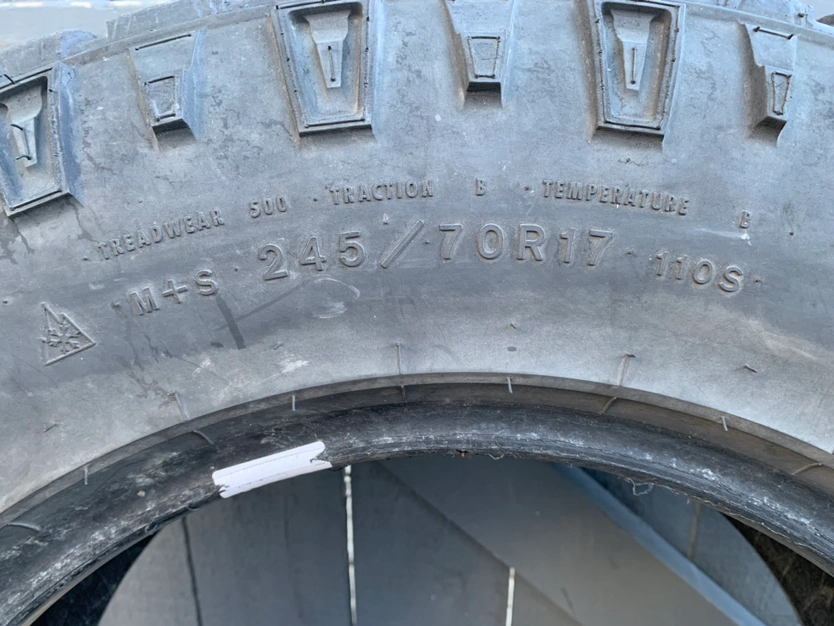 TREADWEAR 500 · TRACTION B · TEMPERATURE B
M+S 245/70R17 110S